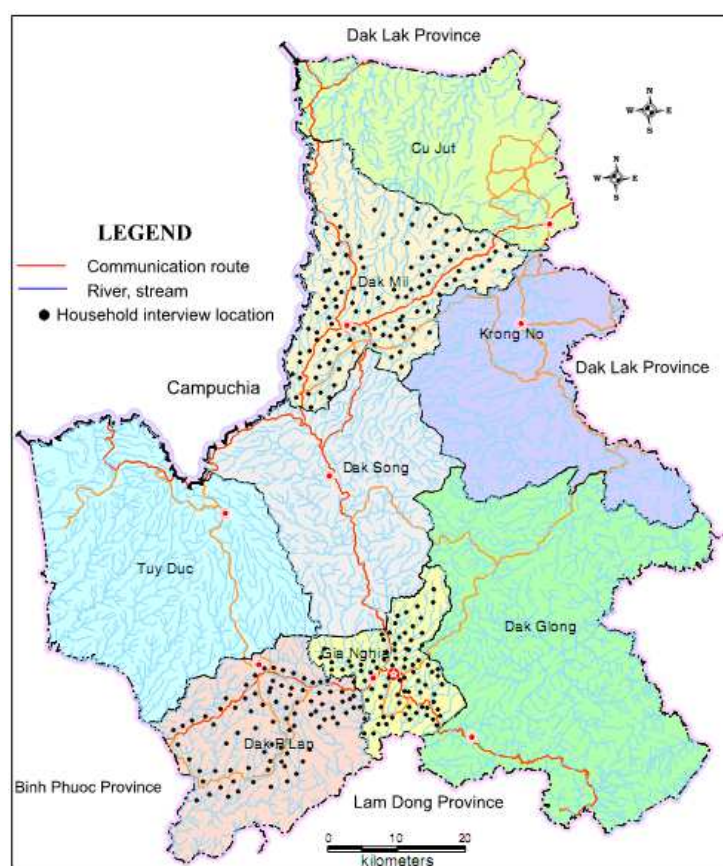 Dak Lak Province
N
W E
S
N
W E
S
Cu Jut
LEGEND
Communication route
River, stream
Household interview location
Dak Mil
Krong No
Dak Lak Province
Campuchia
Dak Song
Tuy Duc
Dak Glong
Gia Nghia
Dak R'Lap
Binh Phuoc Province
Lam Dong Province
0 10 20
kilometers